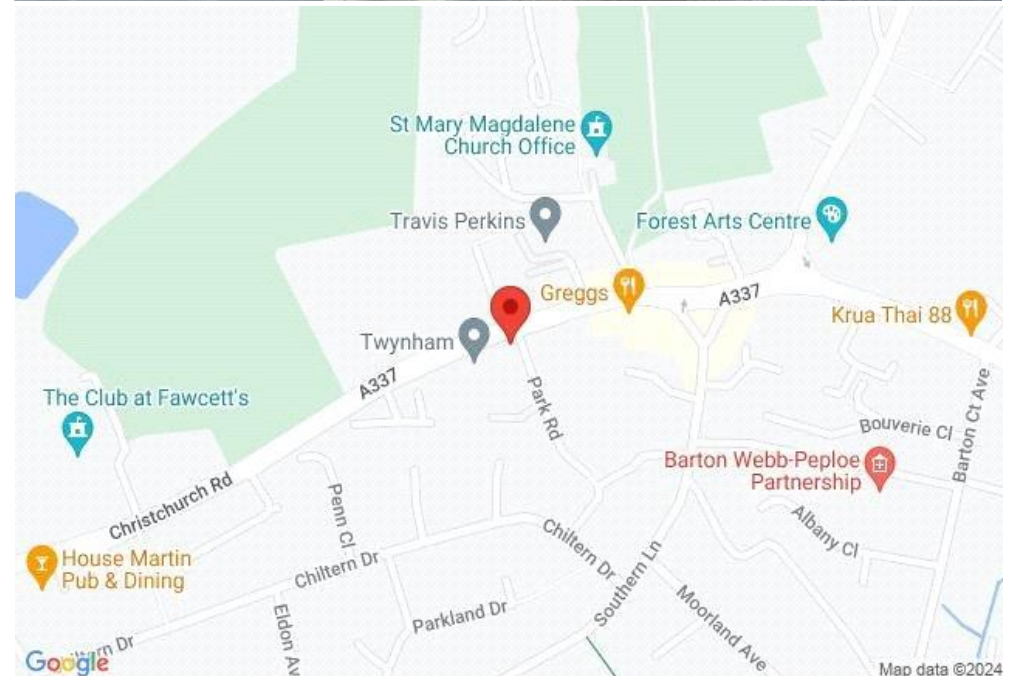 St Mary Magdalene
Church Office
Travis Perkins
Forest Arts Centre
Greggs
A337
Krua Thai 88
Twynham
A337
The Club at Fawcett's
Park Rd
Barton Ct Ave
Bouverie Cl
Barton Webb-Peploe
Partnership
Christchurch Rd
Penn Cl
Albany Cl
House Martin
Pub & Dining
Chiltern Dr
Chiltern Dr
Southern Ln
Moorland Ave
Parkland Dr
Eldon Av
Dr
Google
Map data ©2024